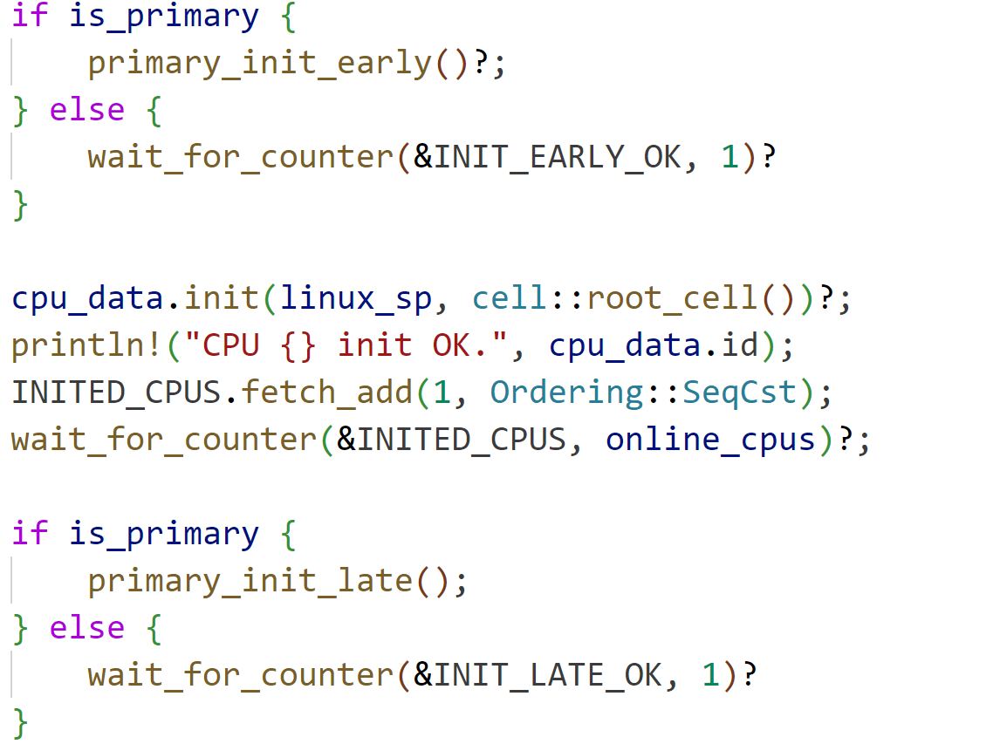 if is_primary {
    primary_init_early()?;
} else {
    wait_for_counter(&INIT_EARLY_OK, 1)?
}

cpu_data.init(linux_sp, cell::root_cell())?;
println!("CPU {} init OK.", cpu_data.id);
INITED_CPUS.fetch_add(1, Ordering::SeqCst);
wait_for_counter(&INITED_CPUS, online_cpus)?;

if is_primary {
    primary_init_late();
} else {
    wait_for_counter(&INIT_LATE_OK, 1)?
}